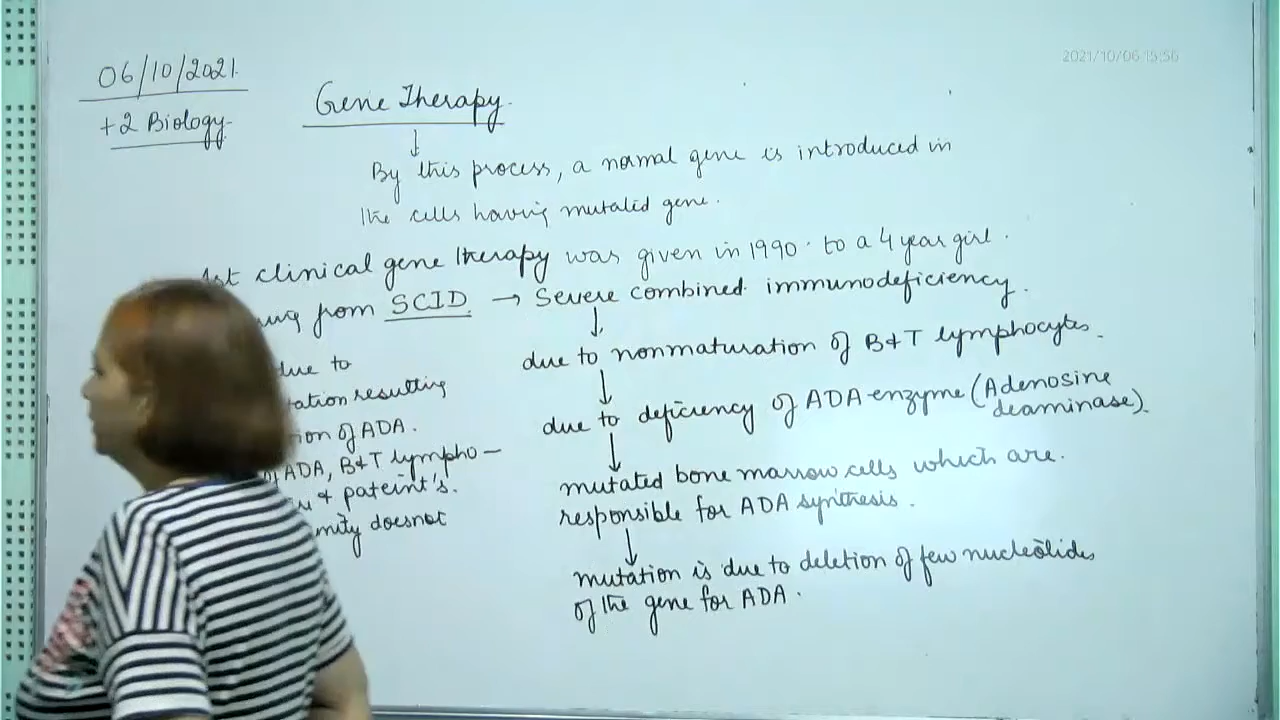 06/10/2021.
+2 Biology
2021/10/06 15:56
Gene Therapy.
↓
By this process, a normal gene is introduced in
the cells having mutated gene.
1st clinical gene therapy was given in 1990. to a 4 year girl.
from SCID. → Severe combined immunodeficiency.
↓
due to nonmaturation of B&T lymphocytes.
↓
due to deficiency of ADA-enzyme (Adenosine
deaminase).
↓
mutated bone marrow cells which are.
responsible for ADA synthesis.
↓
mutation is due to deletion of few nucleotides
of the gene for ADA.
due to
resulting
of ADA.
ADA, B&T lympho-
& pateint's.
doesnot